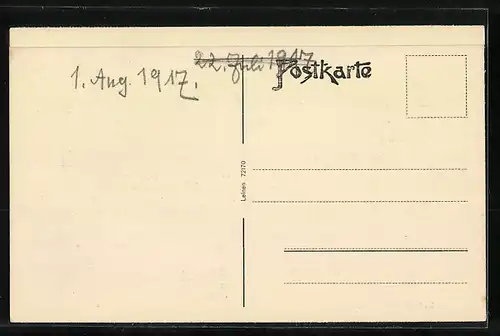 22. Juli 1917
1. Aug. 1917.
Postkarte
Leinen 72170